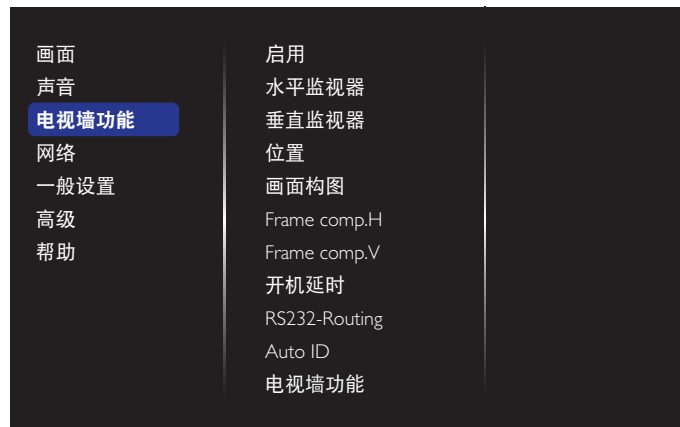 画面
声音
电视墙功能
网络
一般设置
高级
帮助
启用
水平监视器
垂直监视器
位置
画面构图
Frame comp.H
Frame comp.V
开机延时
RS232-Routing
Auto ID
电视墙功能